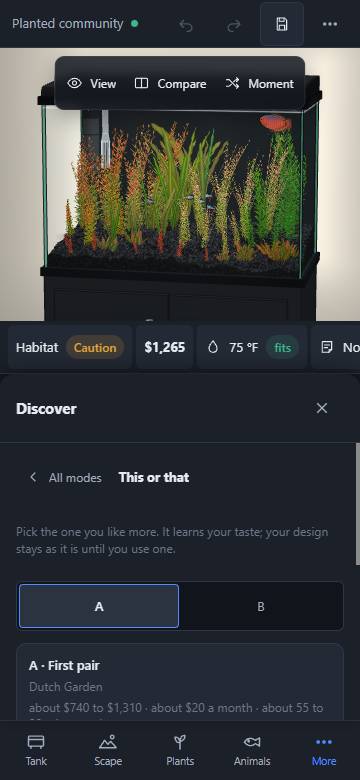 Planted community
View
Compare
Moment
Habitat
Caution
$1,265
75 °F
fits
No
Discover
All modes
This or that
Pick the one you like more. It learns your taste; your design
stays as it is until you use one.
A
B
A · First pair
Dutch Garden
about $740 to $1,310 · about $20 a month · about 55 to
Tank
Scape
Plants
Animals
More